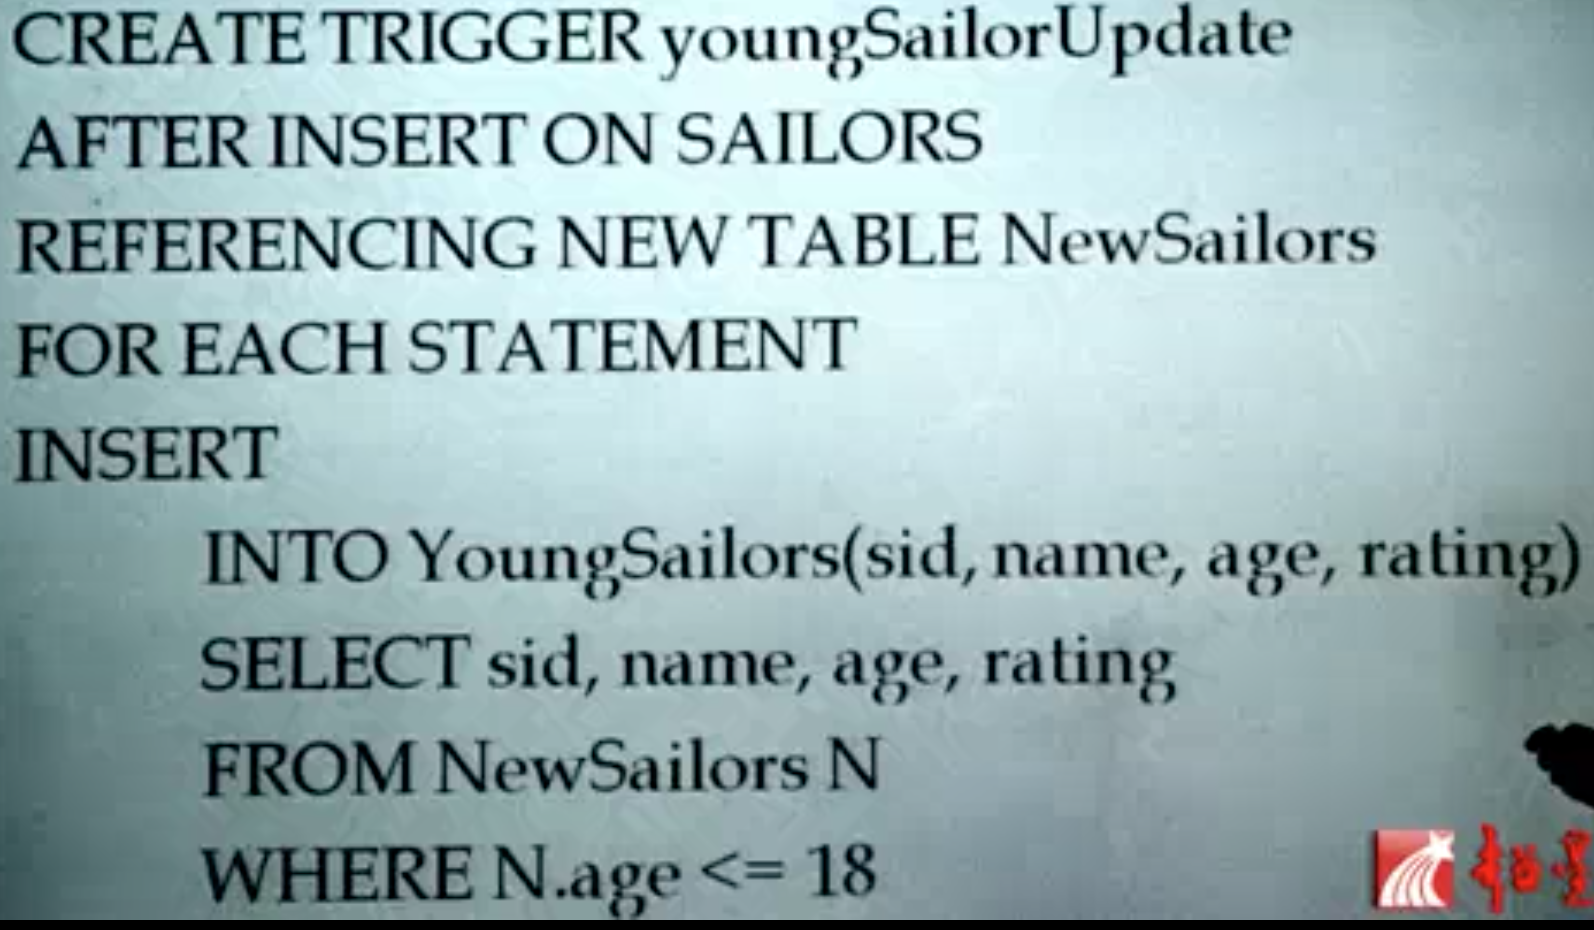 CREATE TRIGGER youngSailorUpdate
AFTER INSERT ON SAILORS
REFERENCING NEW TABLE NewSailors
FOR EACH STATEMENT
INSERT
INTO YoungSailors(sid, name, age, rating)
SELECT sid, name, age, rating
FROM NewSailors N
WHERE N.age <= 18